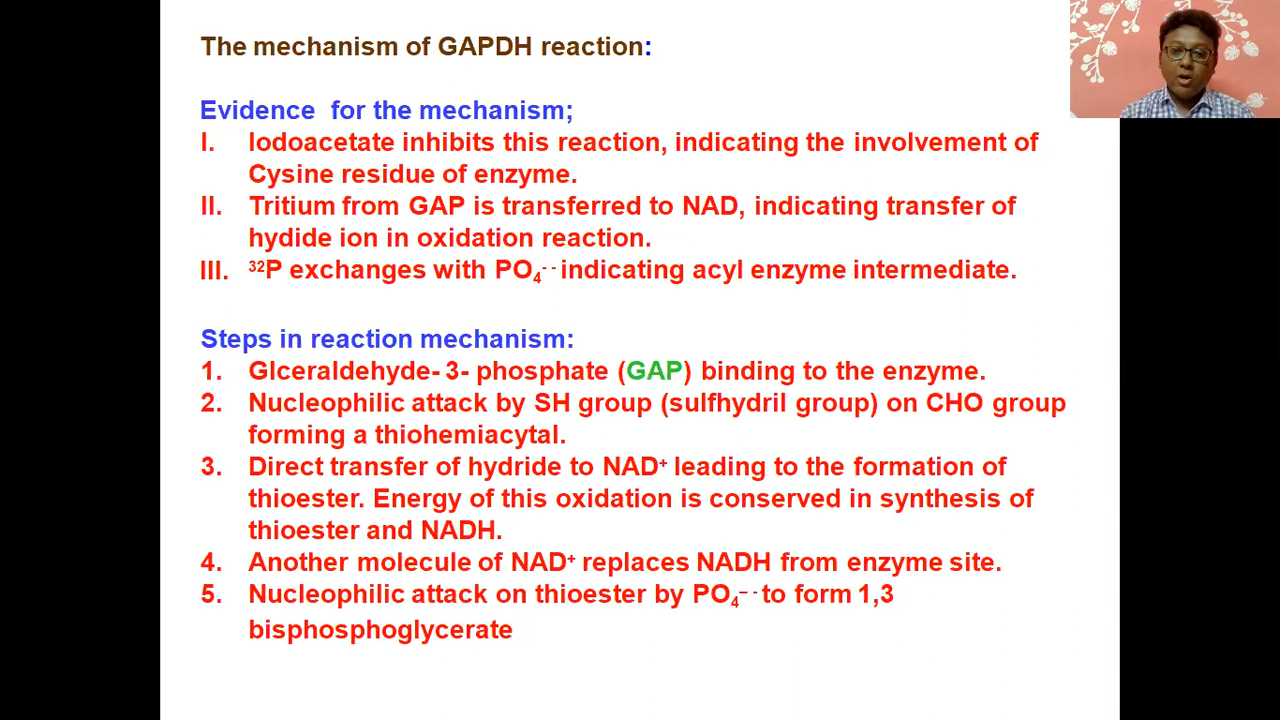 The mechanism of GAPDH reaction:
Evidence for the mechanism;
I. Iodoacetate inhibits this reaction, indicating the involvement of
Cysine residue of enzyme.
II. Tritium from GAP is transferred to NAD, indicating transfer of
hydide ion in oxidation reaction.
III. ³²P exchanges with PO₄⁻⁻ indicating acyl enzyme intermediate.
Steps in reaction mechanism:
1. Glceraldehyde- 3- phosphate (GAP) binding to the enzyme.
2. Nucleophilic attack by SH group (sulfhydril group) on CHO group
forming a thiohemiacytal.
3. Direct transfer of hydride to NAD⁺ leading to the formation of
thioester. Energy of this oxidation is conserved in synthesis of
thioester and NADH.
4. Another molecule of NAD⁺ replaces NADH from enzyme site.
5. Nucleophilic attack on thioester by PO₄⁻⁻ to form 1,3
bisphosphoglycerate